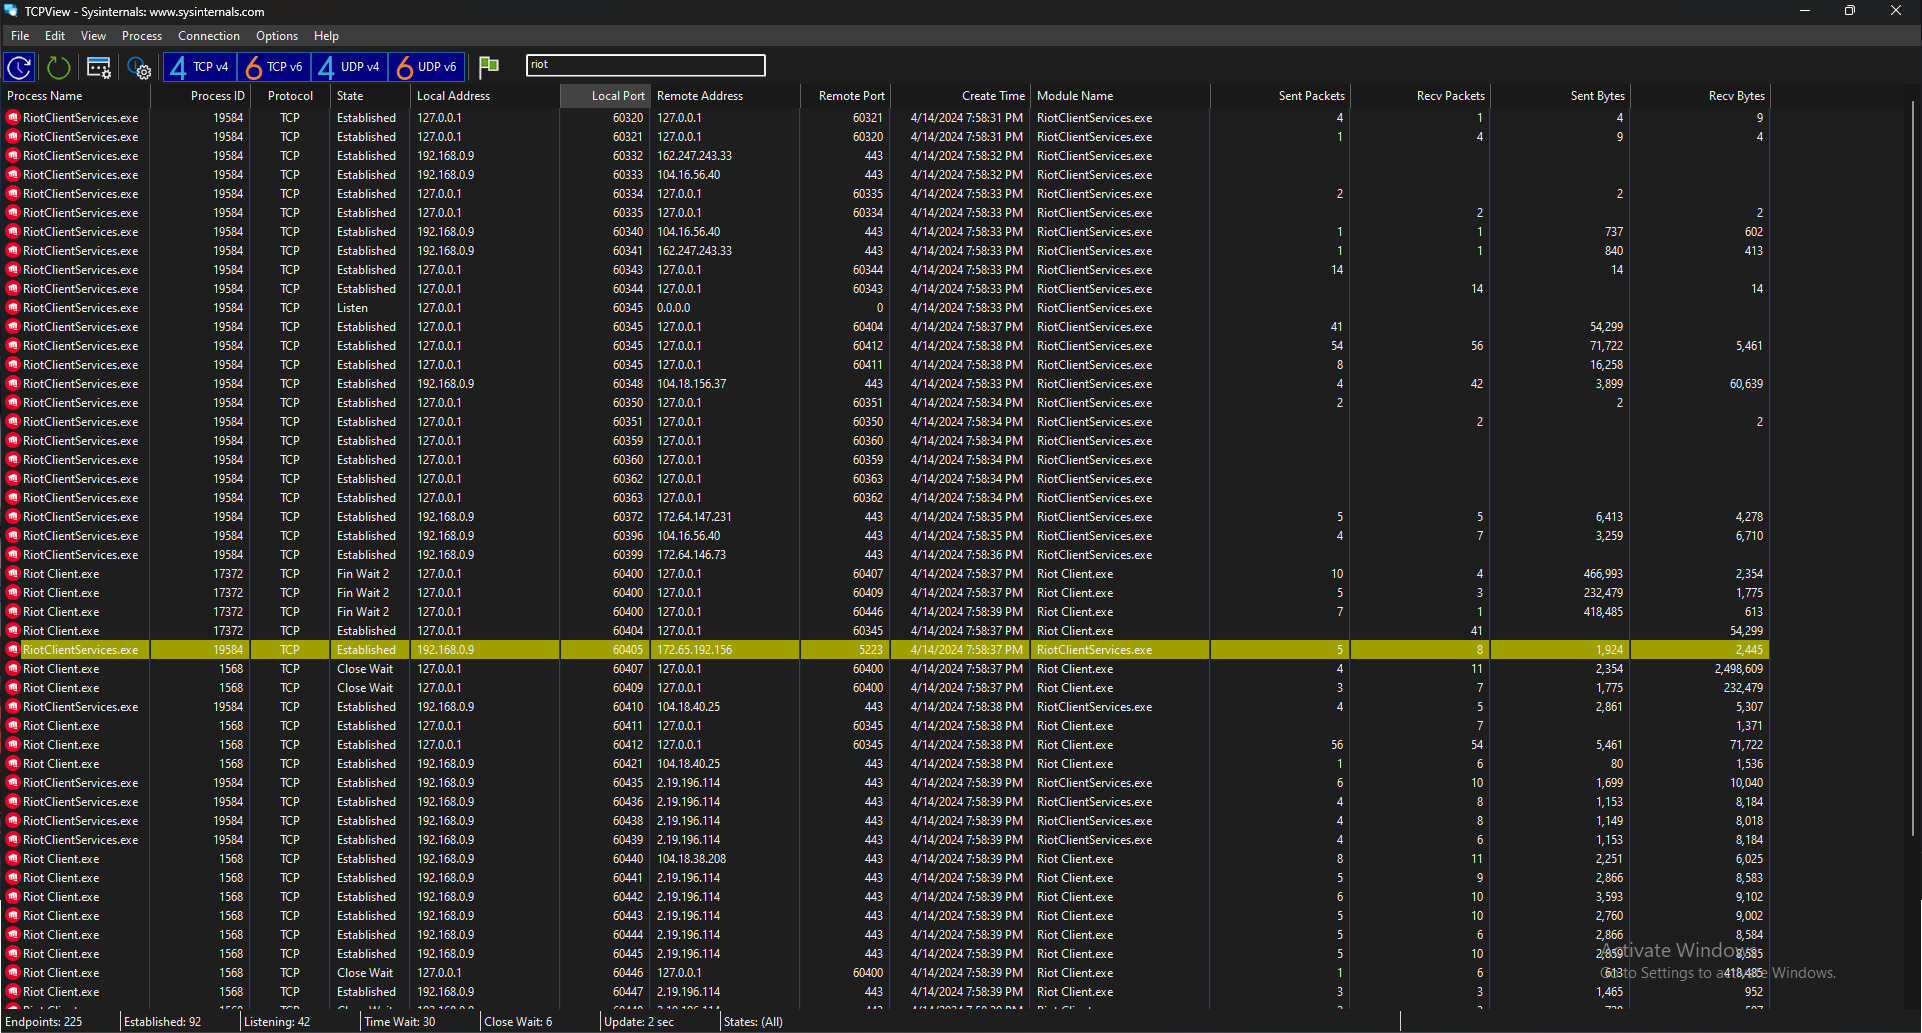 TCPView - Sysinternals: www.sysinternals.com
File Edit View Process Connection Options Help
4 TCP v4 6 TCP v6 4 UDP v4 6 UDP v6 riot
Process Name Process ID Protocol State Local Address Local Port Remote Address Remote Port Create Time Module Name Sent Packets Recv Packets Sent Bytes Recv Bytes
RiotClientServices.exe 19584 TCP Established 127.0.0.1 60320 127.0.0.1 60321 4/14/2024 7:58:31 PM RiotClientServices.exe 4 1 4 9
RiotClientServices.exe 19584 TCP Established 127.0.0.1 60321 127.0.0.1 60320 4/14/2024 7:58:31 PM RiotClientServices.exe 1 4 9 4
RiotClientServices.exe 19584 TCP Established 192.168.0.9 60332 162.247.243.33 443 4/14/2024 7:58:32 PM RiotClientServices.exe
RiotClientServices.exe 19584 TCP Established 192.168.0.9 60333 104.16.56.40 443 4/14/2024 7:58:32 PM RiotClientServices.exe
RiotClientServices.exe 19584 TCP Established 127.0.0.1 60334 127.0.0.1 60335 4/14/2024 7:58:33 PM RiotClientServices.exe 2 2
RiotClientServices.exe 19584 TCP Established 127.0.0.1 60335 127.0.0.1 60334 4/14/2024 7:58:33 PM RiotClientServices.exe 2 2
RiotClientServices.exe 19584 TCP Established 192.168.0.9 60340 104.16.56.40 443 4/14/2024 7:58:33 PM RiotClientServices.exe 1 1 737 602
RiotClientServices.exe 19584 TCP Established 192.168.0.9 60341 162.247.243.33 443 4/14/2024 7:58:33 PM RiotClientServices.exe 1 1 840 413
RiotClientServices.exe 19584 TCP Established 127.0.0.1 60343 127.0.0.1 60344 4/14/2024 7:58:33 PM RiotClientServices.exe 14 14
RiotClientServices.exe 19584 TCP Established 127.0.0.1 60344 127.0.0.1 60343 4/14/2024 7:58:33 PM RiotClientServices.exe 14 14
RiotClientServices.exe 19584 TCP Listen 127.0.0.1 60345 0.0.0.0 0 4/14/2024 7:58:33 PM RiotClientServices.exe
RiotClientServices.exe 19584 TCP Established 127.0.0.1 60345 127.0.0.1 60404 4/14/2024 7:58:37 PM RiotClientServices.exe 41 54,299
RiotClientServices.exe 19584 TCP Established 127.0.0.1 60345 127.0.0.1 60412 4/14/2024 7:58:38 PM RiotClientServices.exe 54 56 71,722 5,461
RiotClientServices.exe 19584 TCP Established 127.0.0.1 60345 127.0.0.1 60411 4/14/2024 7:58:38 PM RiotClientServices.exe 8 16,258
RiotClientServices.exe 19584 TCP Established 192.168.0.9 60348 104.18.156.37 443 4/14/2024 7:58:33 PM RiotClientServices.exe 4 42 3,899 60,639
RiotClientServices.exe 19584 TCP Established 127.0.0.1 60350 127.0.0.1 60351 4/14/2024 7:58:34 PM RiotClientServices.exe 2 2
RiotClientServices.exe 19584 TCP Established 127.0.0.1 60351 127.0.0.1 60350 4/14/2024 7:58:34 PM RiotClientServices.exe 2 2
RiotClientServices.exe 19584 TCP Established 127.0.0.1 60359 127.0.0.1 60360 4/14/2024 7:58:34 PM RiotClientServices.exe
RiotClientServices.exe 19584 TCP Established 127.0.0.1 60360 127.0.0.1 60359 4/14/2024 7:58:34 PM RiotClientServices.exe
RiotClientServices.exe 19584 TCP Established 127.0.0.1 60362 127.0.0.1 60363 4/14/2024 7:58:34 PM RiotClientServices.exe
RiotClientServices.exe 19584 TCP Established 127.0.0.1 60363 127.0.0.1 60362 4/14/2024 7:58:34 PM RiotClientServices.exe
RiotClientServices.exe 19584 TCP Established 192.168.0.9 60372 172.64.147.231 443 4/14/2024 7:58:35 PM RiotClientServices.exe 5 5 6,413 4,278
RiotClientServices.exe 19584 TCP Established 192.168.0.9 60396 104.16.56.40 443 4/14/2024 7:58:35 PM RiotClientServices.exe 4 7 3,259 6,710
RiotClientServices.exe 19584 TCP Established 192.168.0.9 60399 172.64.146.73 443 4/14/2024 7:58:36 PM RiotClientServices.exe
Riot Client.exe 17372 TCP Fin Wait 2 127.0.0.1 60400 127.0.0.1 60407 4/14/2024 7:58:37 PM Riot Client.exe 10 4 466,993 2,354
Riot Client.exe 17372 TCP Fin Wait 2 127.0.0.1 60400 127.0.0.1 60409 4/14/2024 7:58:37 PM Riot Client.exe 5 3 232,479 1,775
Riot Client.exe 17372 TCP Fin Wait 2 127.0.0.1 60400 127.0.0.1 60446 4/14/2024 7:58:39 PM Riot Client.exe 7 1 418,485 613
Riot Client.exe 17372 TCP Established 127.0.0.1 60404 127.0.0.1 60345 4/14/2024 7:58:37 PM Riot Client.exe 41 54,299
RiotClientServices.exe 19584 TCP Established 192.168.0.9 60405 172.65.192.156 5223 4/14/2024 7:58:37 PM RiotClientServices.exe 5 8 1,924 2,445
Riot Client.exe 1568 TCP Close Wait 127.0.0.1 60407 127.0.0.1 60400 4/14/2024 7:58:37 PM Riot Client.exe 4 11 2,354 2,498,609
Riot Client.exe 1568 TCP Close Wait 127.0.0.1 60409 127.0.0.1 60400 4/14/2024 7:58:37 PM Riot Client.exe 3 7 1,775 232,479
RiotClientServices.exe 19584 TCP Established 192.168.0.9 60410 104.18.40.25 443 4/14/2024 7:58:38 PM RiotClientServices.exe 4 5 2,861 5,307
Riot Client.exe 1568 TCP Established 127.0.0.1 60411 127.0.0.1 60345 4/14/2024 7:58:38 PM Riot Client.exe 7 1,371
Riot Client.exe 1568 TCP Established 127.0.0.1 60412 127.0.0.1 60345 4/14/2024 7:58:38 PM Riot Client.exe 56 54 5,461 71,722
Riot Client.exe 1568 TCP Established 192.168.0.9 60421 104.18.40.25 443 4/14/2024 7:58:38 PM Riot Client.exe 1 6 80 1,536
RiotClientServices.exe 19584 TCP Established 192.168.0.9 60435 2.19.196.114 443 4/14/2024 7:58:39 PM RiotClientServices.exe 6 10 1,699 10,040
RiotClientServices.exe 19584 TCP Established 192.168.0.9 60436 2.19.196.114 443 4/14/2024 7:58:39 PM RiotClientServices.exe 4 8 1,153 8,184
RiotClientServices.exe 19584 TCP Established 192.168.0.9 60438 2.19.196.114 443 4/14/2024 7:58:39 PM RiotClientServices.exe 4 8 1,149 8,018
RiotClientServices.exe 19584 TCP Established 192.168.0.9 60439 2.19.196.114 443 4/14/2024 7:58:39 PM RiotClientServices.exe 4 6 1,153 8,184
Riot Client.exe 1568 TCP Established 192.168.0.9 60440 104.18.38.208 443 4/14/2024 7:58:39 PM Riot Client.exe 8 11 2,251 6,025
Riot Client.exe 1568 TCP Established 192.168.0.9 60441 2.19.196.114 443 4/14/2024 7:58:39 PM Riot Client.exe 5 9 2,866 8,583
Riot Client.exe 1568 TCP Established 192.168.0.9 60442 2.19.196.114 443 4/14/2024 7:58:39 PM Riot Client.exe 6 10 3,593 9,102
Riot Client.exe 1568 TCP Established 192.168.0.9 60443 2.19.196.114 443 4/14/2024 7:58:39 PM Riot Client.exe 5 10 2,760 9,002
Riot Client.exe 1568 TCP Established 192.168.0.9 60444 2.19.196.114 443 4/14/2024 7:58:39 PM Riot Client.exe 5 6 2,866 8,584
Riot Client.exe 1568 TCP Established 192.168.0.9 60445 2.19.196.114 443 4/14/2024 7:58:39 PM Riot Client.exe 5 10 2,859 8,585
Activate Windows
Riot Client.exe 1568 TCP Close Wait 127.0.0.1 60446 127.0.0.1 60400 4/14/2024 7:58:39 PM Riot Client.exe 1 6 613 418,485
Go to Settings to activate Windows.
Riot Client.exe 1568 TCP Established 192.168.0.9 60447 2.19.196.114 443 4/14/2024 7:58:39 PM Riot Client.exe 3 3 1,465 952
Endpoints: 225 Established: 92 Listening: 42 Time Wait: 30 Close Wait: 6 Update: 2 sec States: (All)